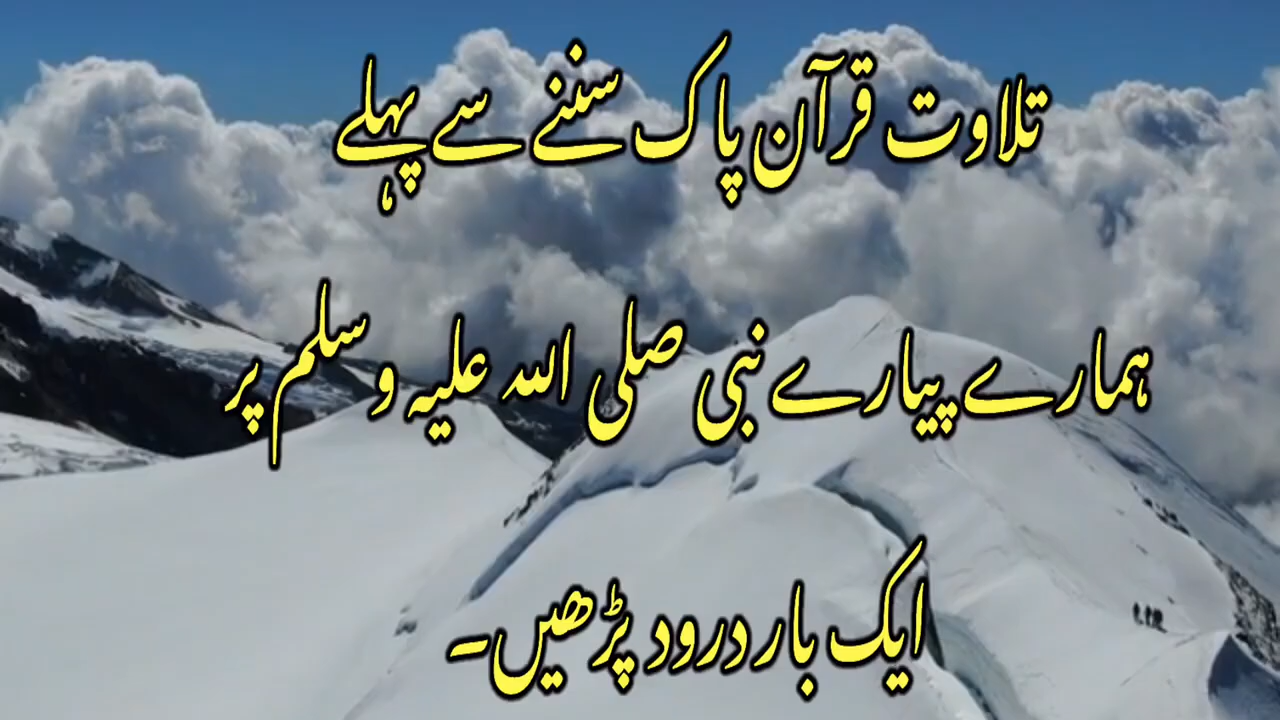 تلاوت قرآن پاک سننے سے پہلے
ہمارے پیارے نبی صلی اللہ علیہ وسلم پر
ایک بار درود پڑھیں۔